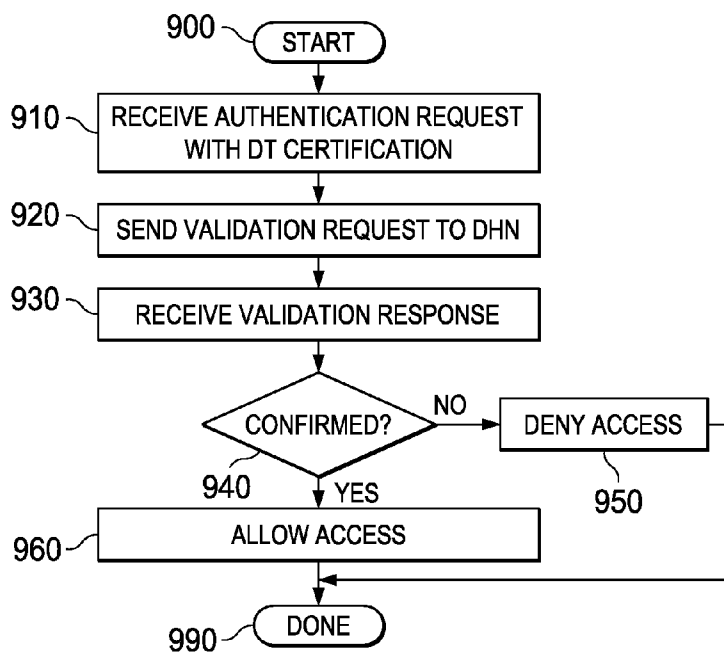 900
START
910
RECEIVE AUTHENTICATION REQUEST
WITH DT CERTIFICATION
920
SEND VALIDATION REQUEST TO DHN
930
RECEIVE VALIDATION RESPONSE
CONFIRMED?
NO
DENY ACCESS
940
950
YES
960
ALLOW ACCESS
990
DONE